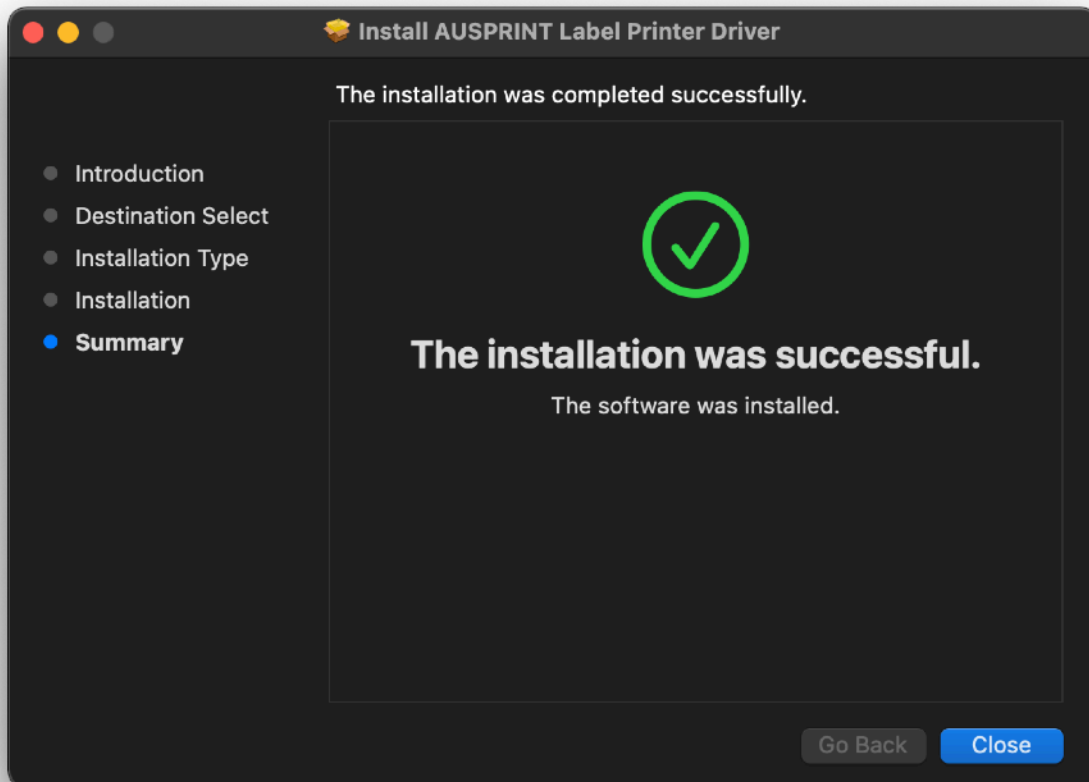 Install AUSPRINT Label Printer Driver
The installation was completed successfully.
Introduction
Destination Select
Installation Type
Installation
Summary
The installation was successful.
The software was installed.
Go Back
Close